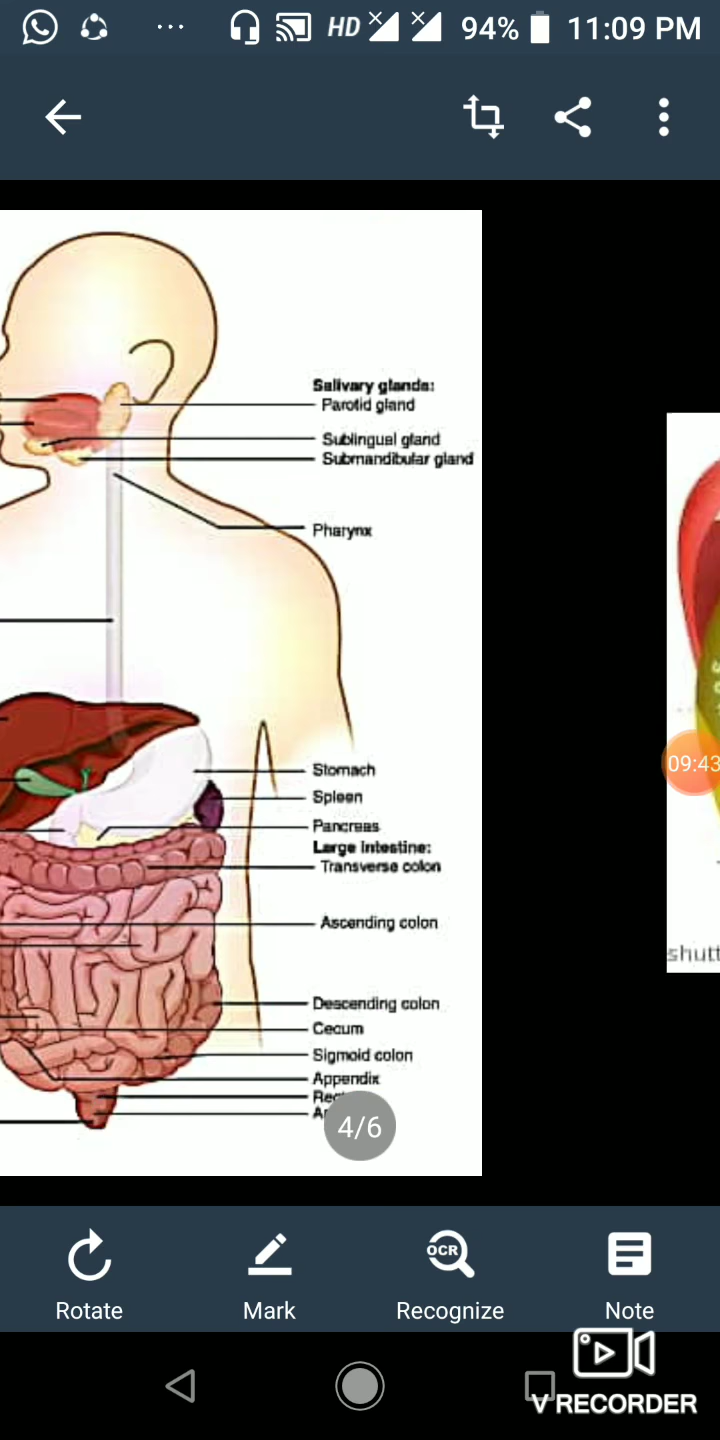 HD 94% 11:09 PM
Salivary glands:
Parotid gland
Sublingual gland
Submandibular gland
Pharynx
Stomach
Spleen
Pancreas
Large Intestine:
Transverse colon
Ascending colon
Descending colon
Cecum
Sigmoid colon
Appendix
4/6
09:43
shutt
OCR
Rotate
Mark
Recognize
Note
V RECORDER